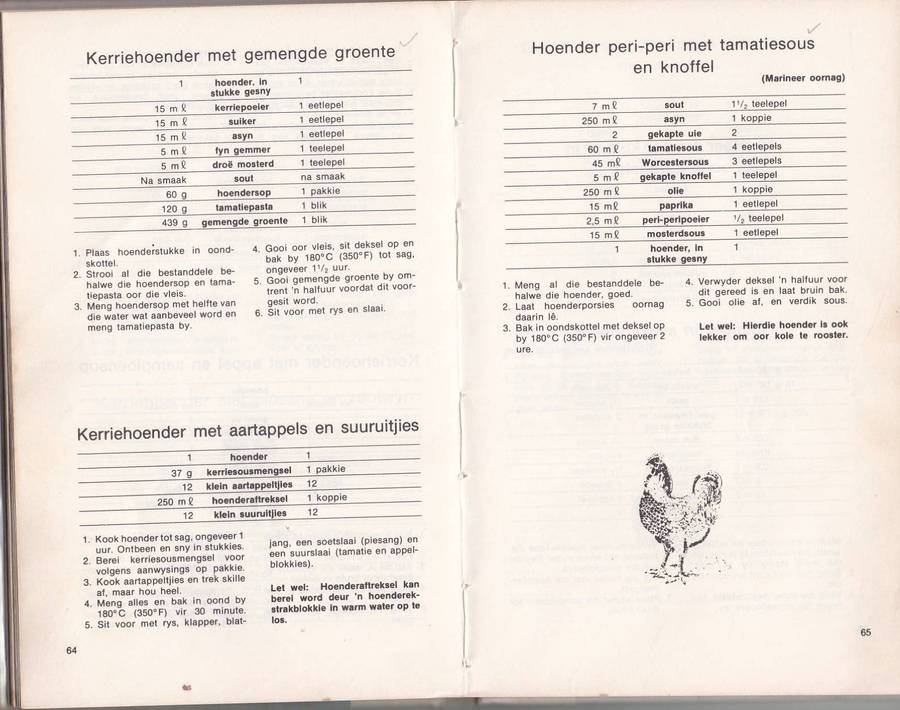 Kerriehoender met gemengde groente
1 hoender, in stukke gesny 1
15 mℓ kerriepoeier 1 eetlepel
15 mℓ suiker 1 eetlepel
15 mℓ asyn 1 eetlepel
5 mℓ fyn gemmer 1 teelepel
5 mℓ droë mosterd 1 teelepel
Na smaak sout na smaak
60 g hoendersop 1 pakkie
120 g tamatiepasta 1 blik
439 g gemengde groente 1 blik
1. Plaas hoenderstukke in oond-
skottel.
2. Strooi al die bestanddele be-
halwe die hoendersop en tama-
tiepasta oor die vleis.
3. Meng hoendersop met helfte van
die water wat aanbeveel word en
meng tamatiepasta by.
4. Gooi oor vleis, sit deksel op en
bak by 180°C (350°F) tot sag,
ongeveer 1½ uur.
5. Gooi gemengde groente by om-
trent 'n halfuur voordat dit voor-
gesit word.
6. Sit voor met rys en slaai.
Kerriehoender met aartappels en suuruitjies
1 hoender 1
37 g kerriesousmengsel 1 pakkie
12 klein aartappeltjies 12
250 mℓ hoenderaftreksel 1 koppie
12 klein suuruitjies 12
1. Kook hoender tot sag, ongeveer 1
uur. Ontbeen en sny in stukkies.
2. Berei kerriesousmengsel voor
volgens aanwysings op pakkie.
3. Kook aartappeltjies en trek skille
af, maar hou heel.
4. Meng alles en bak in oond by
180°C (350°F) vir 30 minute.
5. Sit voor met rys, klapper, blat-
jang, een soetslaai (piesang) en
een suurslaai (tamatie en appel-
blokkies).
Let wel: Hoenderaftreksel kan
berei word deur 'n hoenderek-
strakblokkie in warm water op te
los.
64
Hoender peri-peri met tamatiesous
en knoffel
(Marineer oornag)
7 mℓ sout 1½ teelepel
250 mℓ asyn 1 koppie
2 gekapte uie 2
60 mℓ tamatiesous 4 eetlepels
45 mℓ Worcestersous 3 eetlepels
5 mℓ gekapte knoffel 1 teelepel
250 mℓ olie 1 koppie
15 mℓ paprika 1 eetlepel
2,5 mℓ peri-peripoeier ½ teelepel
15 mℓ mosterdsous 1 eetlepel
1 hoender, in stukke gesny 1
1. Meng al die bestanddele be-
halwe die hoender, goed.
2. Laat hoenderporsies oornag
daarin lê.
3. Bak in oondskottel met deksel op
by 180°C (350°F) vir ongeveer 2
ure.
4. Verwyder deksel 'n halfuur voor
dit gereed is en laat bruin bak.
5. Gooi olie af, en verdik sous.
Let wel: Hierdie hoender is ook
lekker om oor kole te rooster.
65